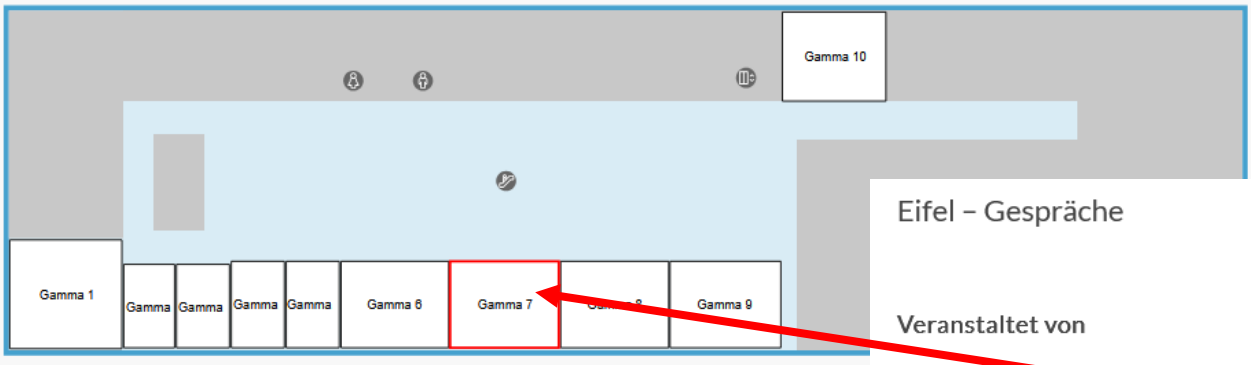 Gamma 10
Gamma 1
Gamma
Gamma
Gamma
Gamma
Gamma 6
Gamma 7
Gamma 9
Eifel – Gespräche
Veranstaltet von